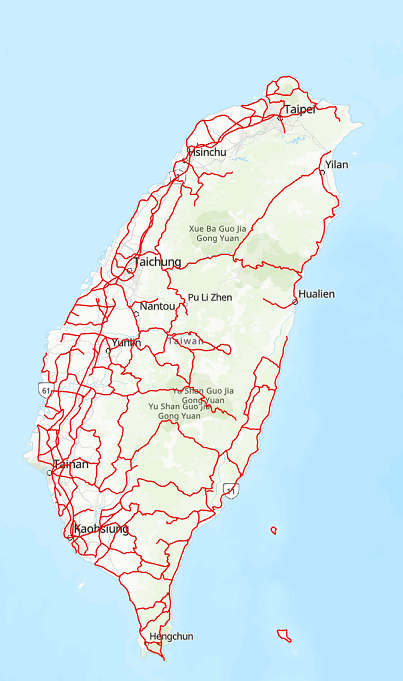 Taipei
Hsinchu
Yilan
Xue Ba Guo Jia
Gong Yuan
Taichung
Hualien
Pu Li Zhen
Nantou
Taiwan
Yunlin
61
Yu Shan Guo Jia
Gong Yuan
Yu Shan Guo Jia
Gong Yuan
Tainan
11
Kaohsiung
Hengchun